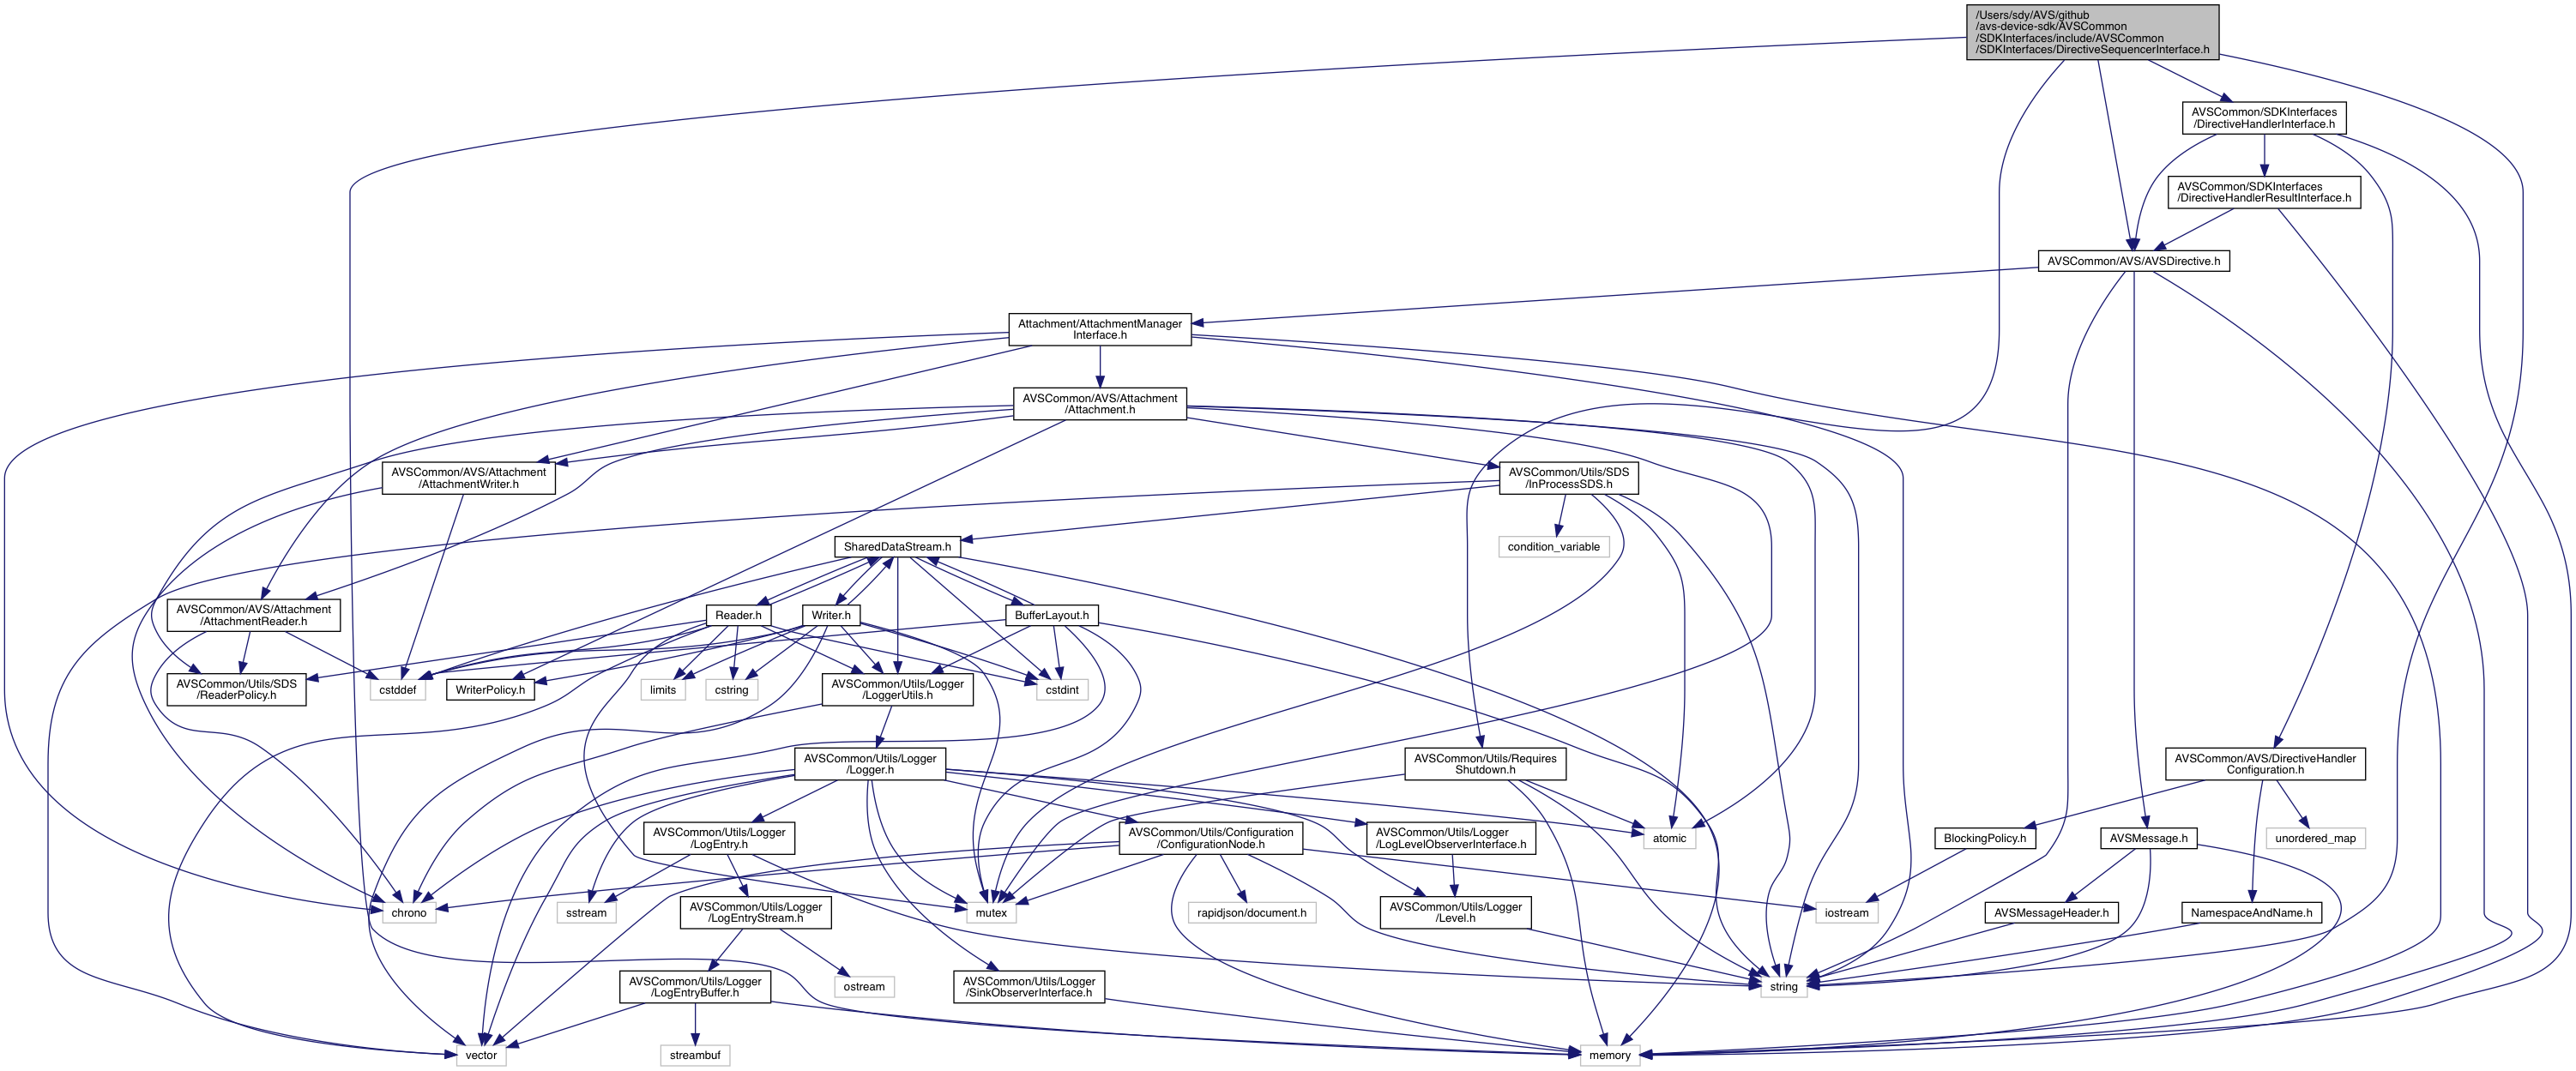 /Users/sdy/AVS/github
/avs-device-sdk/AVSCommon
/SDKInterfaces/include/AVSCommon
/SDKInterfaces/DirectiveSequencerInterface.h
AVSCommon/SDKInterfaces
/DirectiveHandlerInterface.h
AVSCommon/SDKInterfaces
/DirectiveHandlerResultInterface.h
AVSCommon/AVS/AVSDirective.h
Attachment/AttachmentManager
Interface.h
AVSCommon/AVS/Attachment
/Attachment.h
AVSCommon/AVS/Attachment
/AttachmentWriter.h
AVSCommon/Utils/SDS
/InProcessSDS.h
SharedDataStream.h
condition_variable
AVSCommon/AVS/Attachment
/AttachmentReader.h
Reader.h
Writer.h
BufferLayout.h
AVSCommon/Utils/SDS
/ReaderPolicy.h
cstddef
WriterPolicy.h
limits
cstring
AVSCommon/Utils/Logger
/LoggerUtils.h
cstdint
AVSCommon/Utils/Logger
/Logger.h
AVSCommon/Utils/Requires
Shutdown.h
AVSCommon/AVS/DirectiveHandler
Configuration.h
AVSCommon/Utils/Logger
/LogEntry.h
AVSCommon/Utils/Configuration
/ConfigurationNode.h
AVSCommon/Utils/Logger
/LogLevelObserverInterface.h
atomic
BlockingPolicy.h
AVSMessage.h
unordered_map
chrono
sstream
AVSCommon/Utils/Logger
/LogEntryStream.h
mutex
rapidjson/document.h
AVSCommon/Utils/Logger
/Level.h
iostream
AVSMessageHeader.h
NamespaceAndName.h
AVSCommon/Utils/Logger
/LogEntryBuffer.h
ostream
AVSCommon/Utils/Logger
/SinkObserverInterface.h
string
vector
streambuf
memory